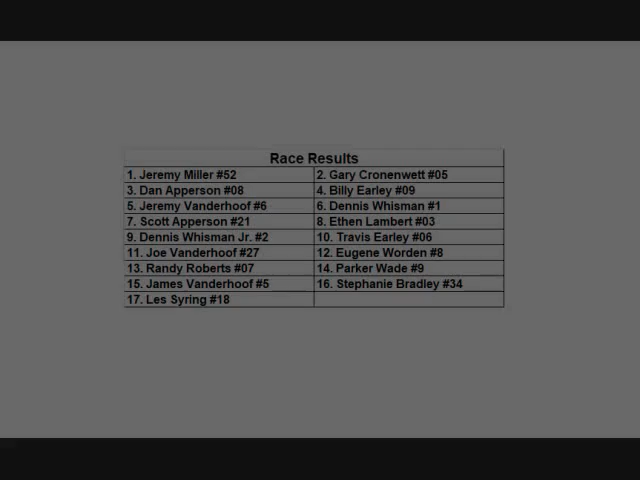 Race Results
1. Jeremy Miller #52 2. Gary Cronenwett #05
3. Dan Apperson #08 4. Billy Earley #09
5. Jeremy Vanderhoof #6 6. Dennis Whisman #1
7. Scott Apperson #21 8. Ethen Lambert #03
9. Dennis Whisman Jr. #2 10. Travis Earley #06
11. Joe Vanderhoof #27 12. Eugene Worden #8
13. Randy Roberts #07 14. Parker Wade #9
15. James Vanderhoof #5 16. Stephanie Bradley #34
17. Les Syring #18